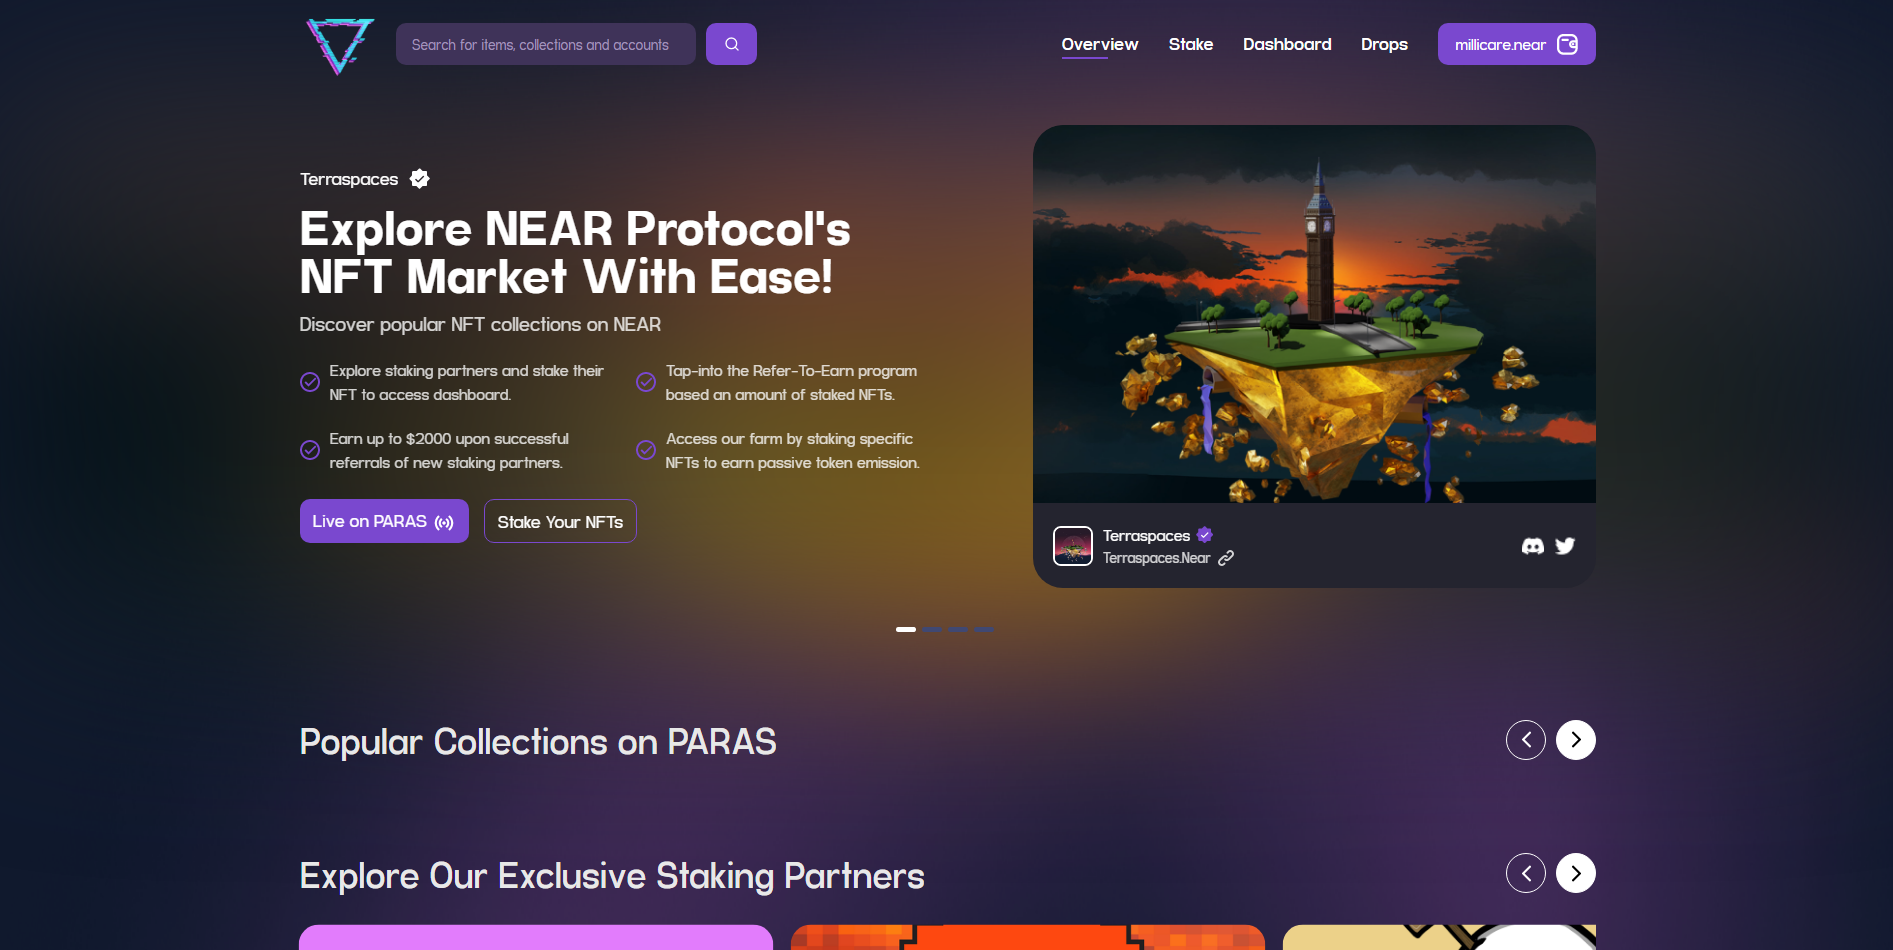 Search for items, collections and accounts
Overview
Stake
Dashboard
Drops
millicare.near
Terraspaces
Explore NEAR Protocol's
NFT Market With Ease!
Discover popular NFT collections on NEAR
Explore staking partners and stake their
NFT to access dashboard.
Tap-into the Refer-To-Earn program
based an amount of staked NFTs.
Earn up to $2000 upon successful
referrals of new staking partners.
Access our farm by staking specific
NFTs to earn passive token emission.
Live on PARAS
Stake Your NFTs
Terraspaces
Terraspaces.Near
Popular Collections on PARAS
Explore Our Exclusive Staking Partners